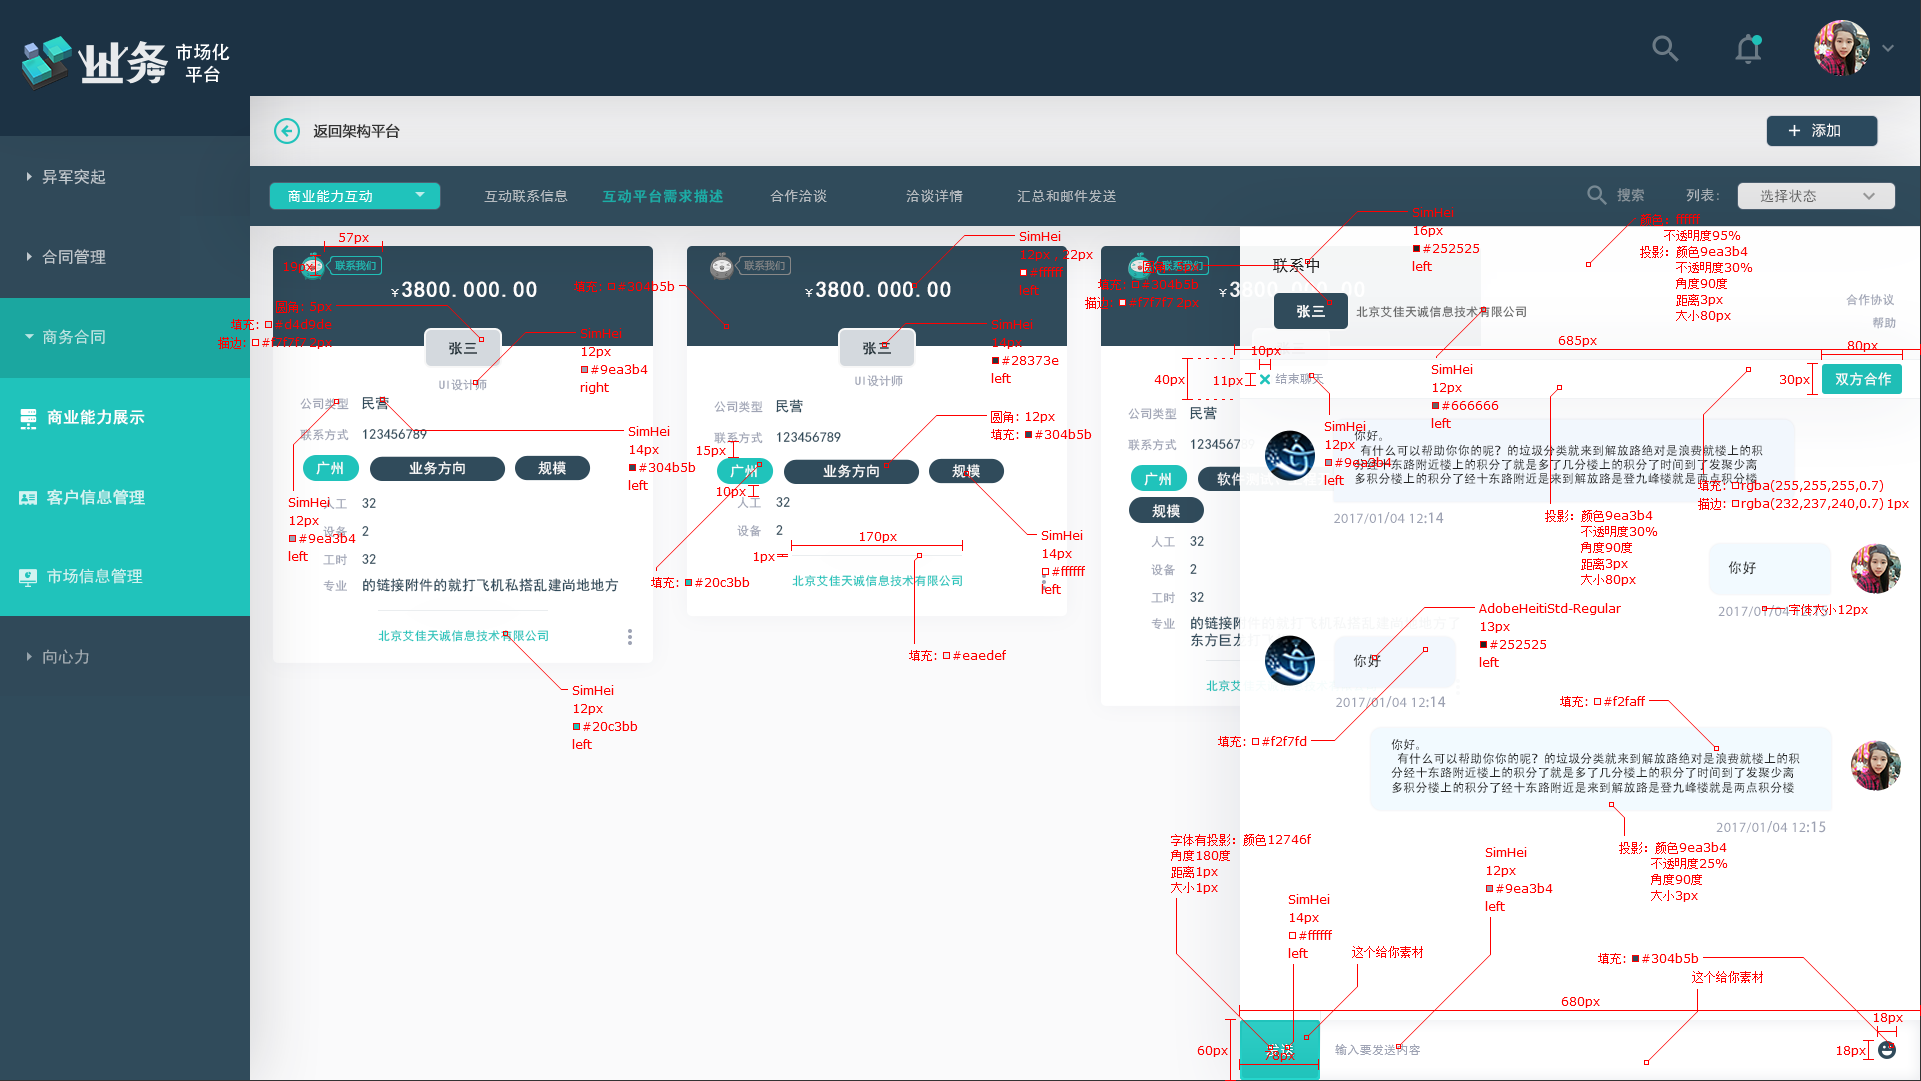 业务
市场化
平台
返回架构平台
添加
异军突起
合同管理
商务合同
商业能力展示
客户信息管理
市场信息管理
向心力
商业能力互动
互动联系信息
互动平台需求描述
合作洽谈
洽谈详情
汇总和邮件发送
搜索
列表：
选择状态
57px
联系我们
¥3800.000.00
张三
UI设计师
公司类型 民营
联系方式 123456789
广州 业务方向 规模
人工 32
设备 2
工时 32
专业 的链接附件的就打飞机私搭乱建尚地地方
北京艾佳天诚信息技术有限公司
填充：#d4d9de
描边：#f7f7f7 2px
SimHei
12px
#9ea3b4
right
SimHei
14px
#304b5b
left
SimHei
12px
#9ea3b4
left
SimHei
12px
#20c3bb
left
联系我们
¥3800.000.00
张三
UI设计师
公司类型 民营
联系方式 123456789
广州 业务方向 规模
人工 32
设备 2
北京艾佳天诚信息技术有限公司
填充：#304b5b
SimHei
12px 22px
#ffffff
left
SimHei
14px
#28373e
left
圆角：12px
填充：#304b5b
15px
10px
170px
1px
填充：#20c3bb
填充：#eaedef
SimHei
14px
#ffffff
left
联系我们
¥3800.000.00
填充：#304b5b
描边：#f7f7f7 2px
公司类型 民营
联系方式 123456
广州
规模
人工 32
设备 2
工时 32
专业
SimHei
16px
#252525
left
联系中
张三
北京艾佳天诚信息技术有限公司
不透明度95%
投影：颜色9ea3b4
不透明度30%
角度90度
距离3px
大小80px
合作协议
帮助
685px
80px
30px
双方合作
40px
10px
11px
结束聊天
SimHei
12px
#666666
left
SimHei
12px
#9ea3b4
left
你好。
有什么可以帮助你你的呢？的垃圾分类就来到解放路绝对是浪费就楼上的积
分经十东路附近楼上的积分了就是多了几分楼上的积分了时间到了发聚少离
多积分楼上的积分了经十东路附近是来到解放路是登九峰楼就是两点积分楼
2017/01/04 12:14
填充：rgba(255,255,255,0.7)
描边：rgba(232,237,240,0.7) 1px
投影：颜色9ea3b4
不透明度30%
角度90度
距离3px
大小80px
你好
2017/01/04
字体大小12px
AdobeHeitiStd-Regular
13px
#252525
left
你好
2017/01/04 12:14
填充：#f2f7fd
填充：#f2faff
你好。
有什么可以帮助你你的呢？的垃圾分类就来到解放路绝对是浪费就楼上的积
分经十东路附近楼上的积分了就是多了几分楼上的积分了时间到了发聚少离
多积分楼上的积分了经十东路附近是来到解放路是登九峰楼就是两点积分楼
2017/01/04 12:15
投影：颜色9ea3b4
不透明度25%
角度90度
大小3px
字体有投影：颜色12746f
角度180度
距离1px
大小1px
SimHei
14px
#ffffff
left
这个给你素材
SimHei
12px
#9ea3b4
left
填充：#304b5b
这个给你素材
680px
18px
18px
60px
发送
78px
输入要发送内容